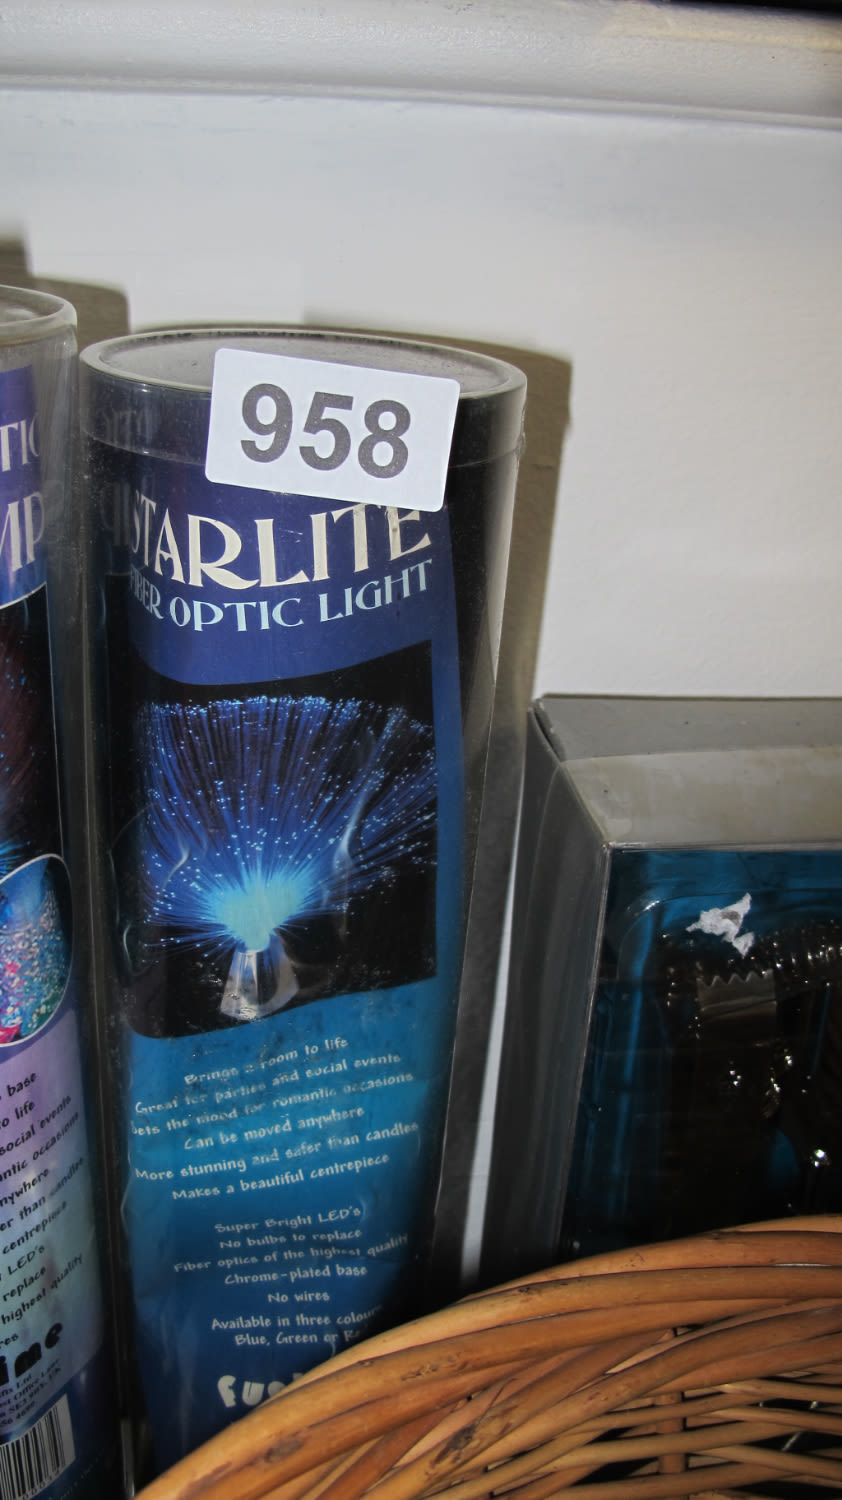 958
STARLITE
FIBER OPTIC LIGHT
Brings a room to life
Great for parties and social events
Sets the mood for romantic occasions
Can be moved anywhere
More stunning and safer than candles
Makes a beautiful centrepiece
Super Bright LED's
No bulbs to replace
Fiber optics of the highest quality
Chrome-plated base
No wires
Available in three colours
Blue, Green or
base
to life
social events
occasions
than candles
centrepiece
LED's
replace
highest quality